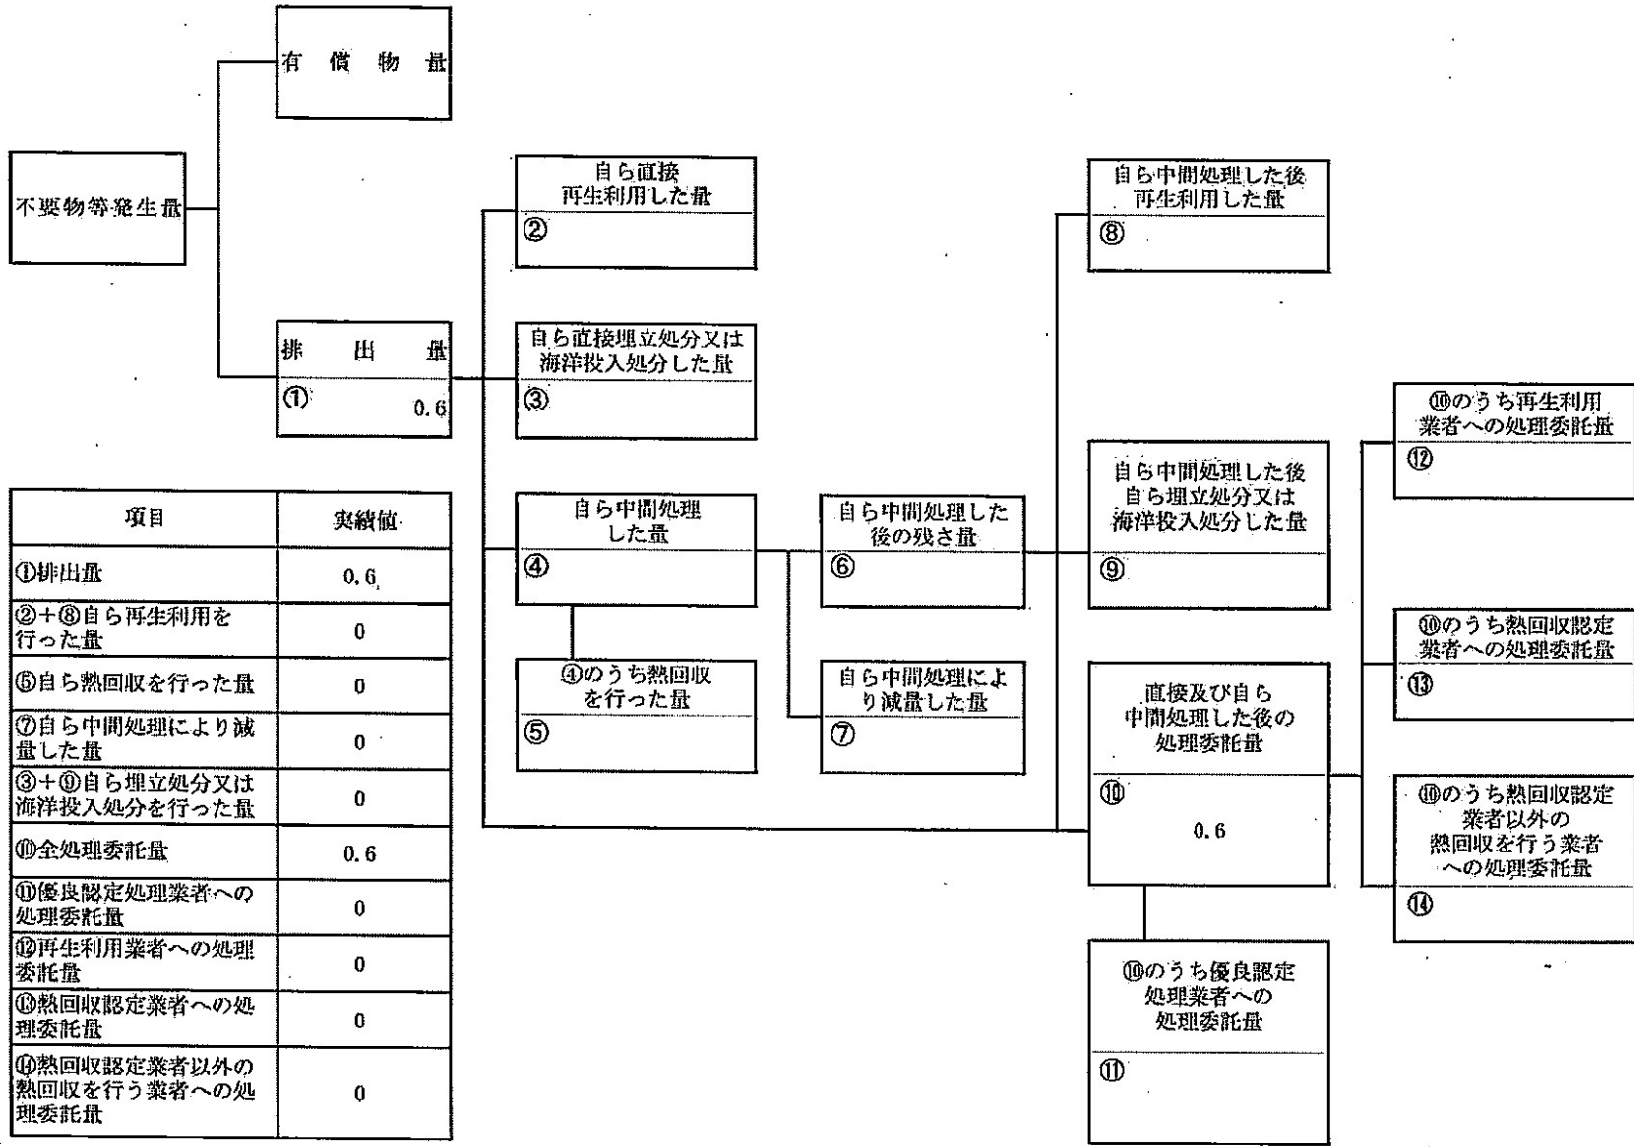 有償物量
不要物等発生量
排出量
①
0.6
自ら直接
再生利用した量
②
自ら直接埋立処分又は
海洋投入処分した量
③
自ら中間処理
した量
④
④のうち熱回収
を行った量
⑤
自ら中間処理した
後の残さ量
⑥
自ら中間処理によ
り減量した量
⑦
自ら中間処理した後
再生利用した量
⑧
自ら中間処理した後
自ら埋立処分又は
海洋投入処分した量
⑨
直接及び自ら
中間処理した後の
処理委託量
⑩
0.6
⑩のうち優良認定
処理業者への
処理委託量
⑪
⑩のうち再生利用
業者への処理委託量
⑫
⑩のうち熱回収認定
業者への処理委託量
⑬
⑩のうち熱回収認定
業者以外の
熱回収を行う業者
への処理委託量
⑭
項目 実績値
①排出量 0.6
②+⑧自ら再生利用を
行った量 0
⑤自ら熱回収を行った量 0
⑦自ら中間処理により減
量した量 0
③+⑨自ら埋立処分又は
海洋投入処分を行った量 0
⑩全処理委託量 0.6
⑪優良認定処理業者への
処理委託量 0
⑫再生利用業者への処理
委託量 0
⑬熱回収認定業者への処
理委託量 0
⑭熱回収認定業者以外の
熱回収を行う業者への処
理委託量 0